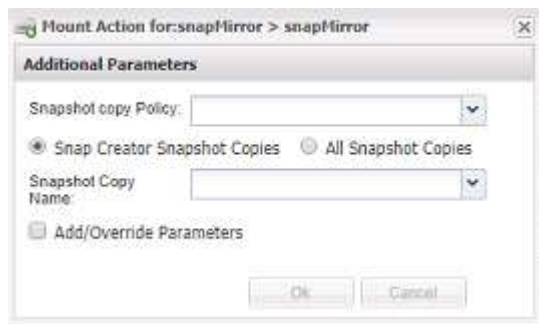 Mount Action for:snapMirror > snapMirror
Additional Parameters
Snapshot copy Policy:
Snap Creator Snapshot Copies All Snapshot Copies
Snapshot Copy
Name:
Add/Override Parameters
Ok Cancel